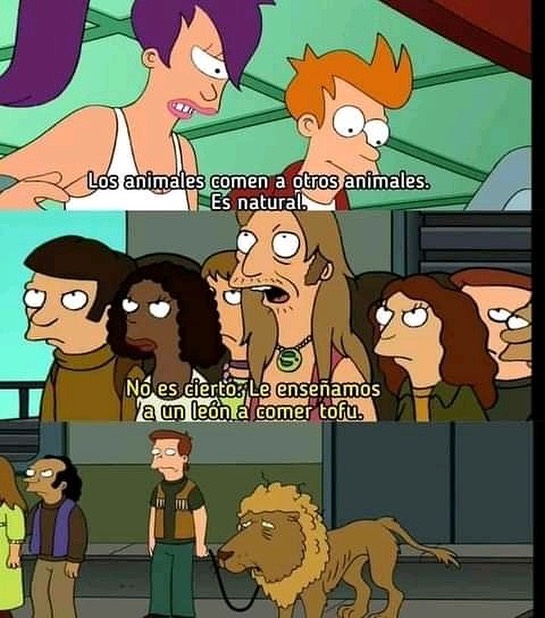 Los animales comen a otros animales.
Es natural.
No es cierto. Le enseñamos
a un león a comer tofu.